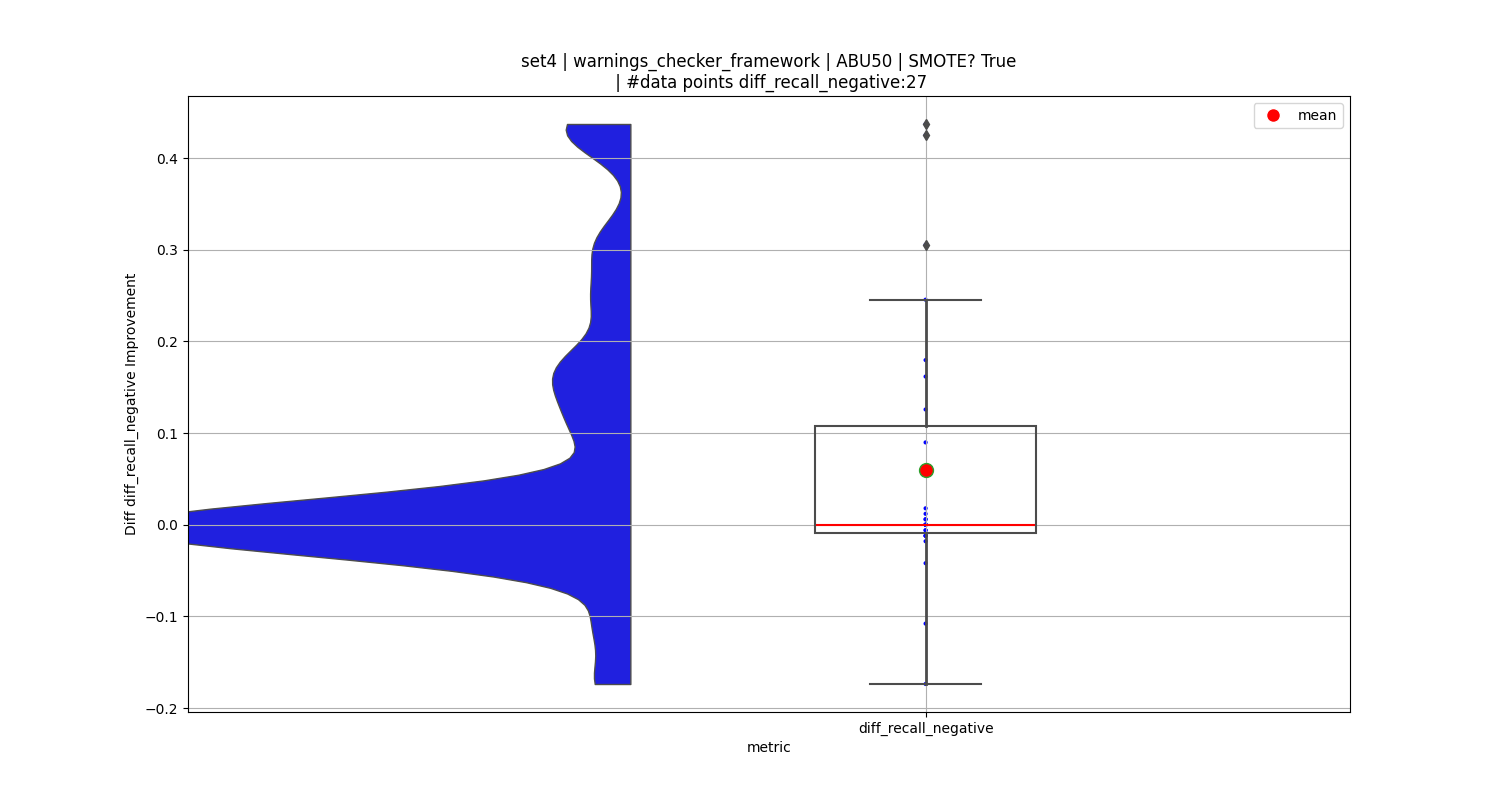 set4 | warnings_checker_framework | ABU50 | SMOTE? True
| #data points diff_recall_negative:27
mean
0.4
0.3
0.2
0.1
0.0
−0.1
−0.2
Diff diff_recall_negative Improvement
diff_recall_negative
metric